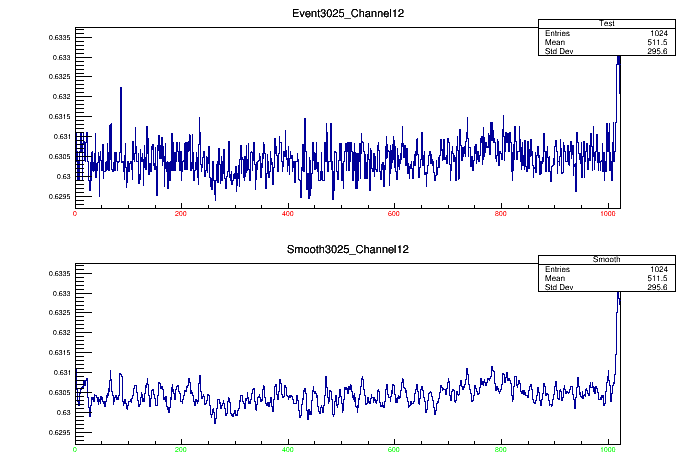 Event3025_Channel12
Test
Entries 1024
Mean 511.5
Std Dev 295.6
0.6335
0.633
0.6325
0.632
0.6315
0.631
0.6305
0.63
0.6295
0 200 400 600 800 1000
Smooth3025_Channel12
Smooth
Entries 1024
Mean 511.5
Std Dev 295.6
0.6335
0.633
0.6325
0.632
0.6315
0.631
0.6305
0.63
0.6295
0 200 400 600 800 1000